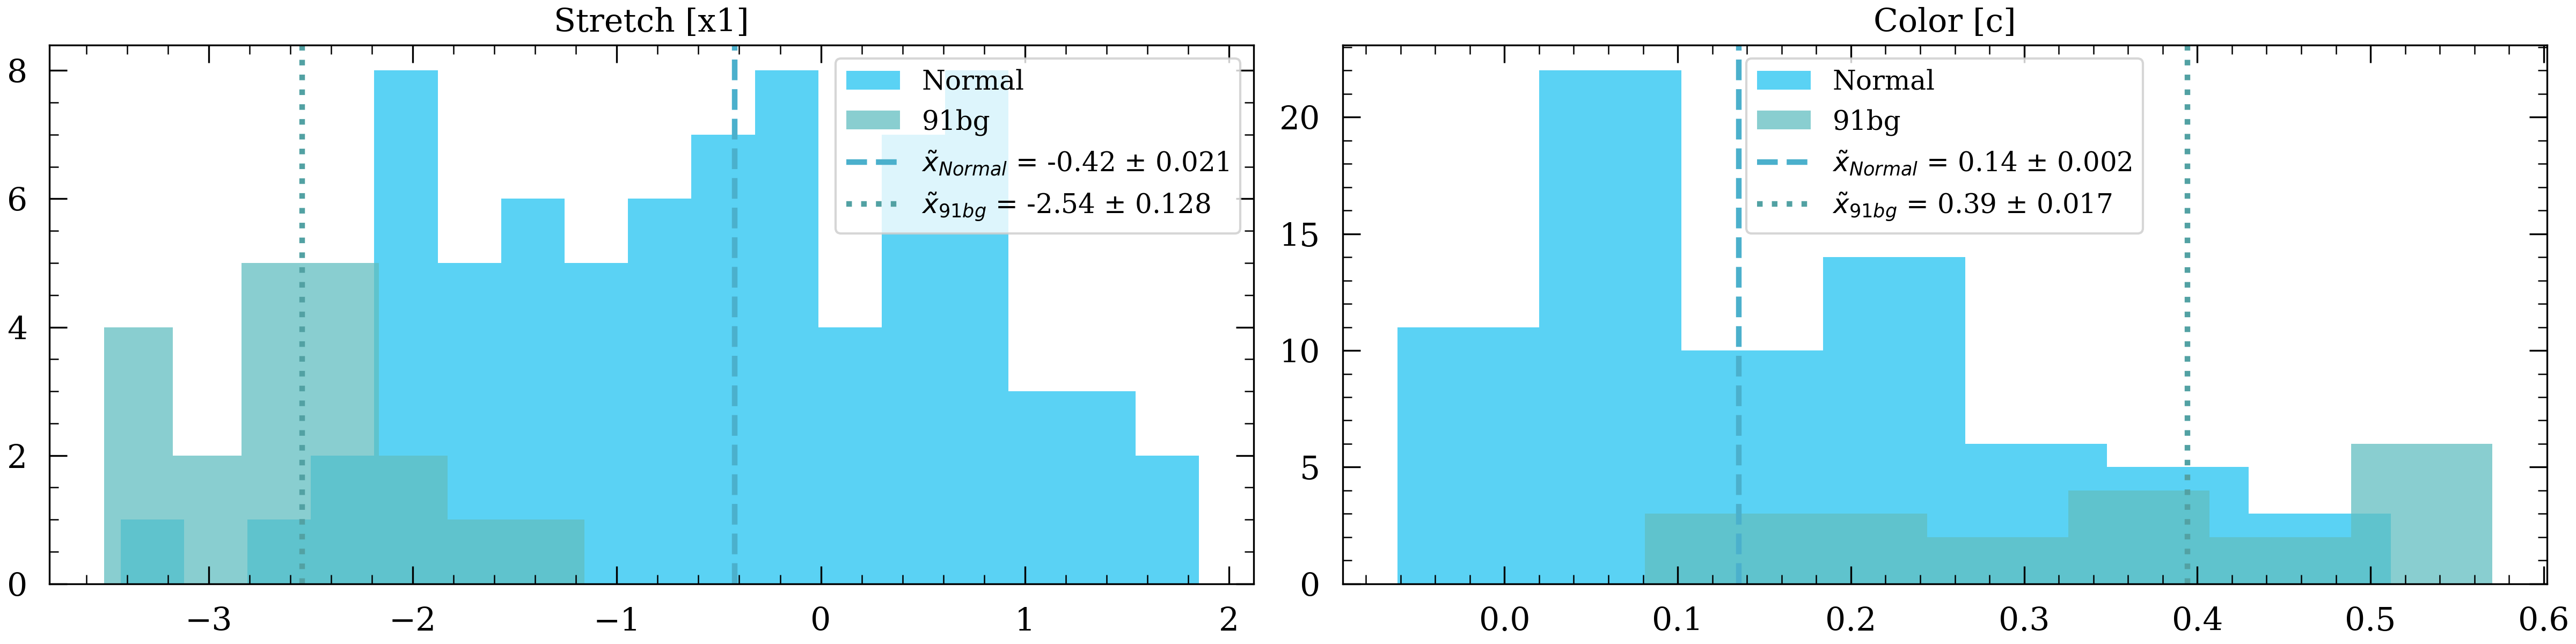 Stretch [x1]
8
6
4
2
0
−3 −2 −1 0 1 2
Normal
91bg
x̃Normal = -0.42 ± 0.021
x̃91bg = -2.54 ± 0.128
Color [c]
20
15
10
5
0
0.0 0.1 0.2 0.3 0.4 0.5 0.6
Normal
91bg
x̃Normal = 0.14 ± 0.002
x̃91bg = 0.39 ± 0.017